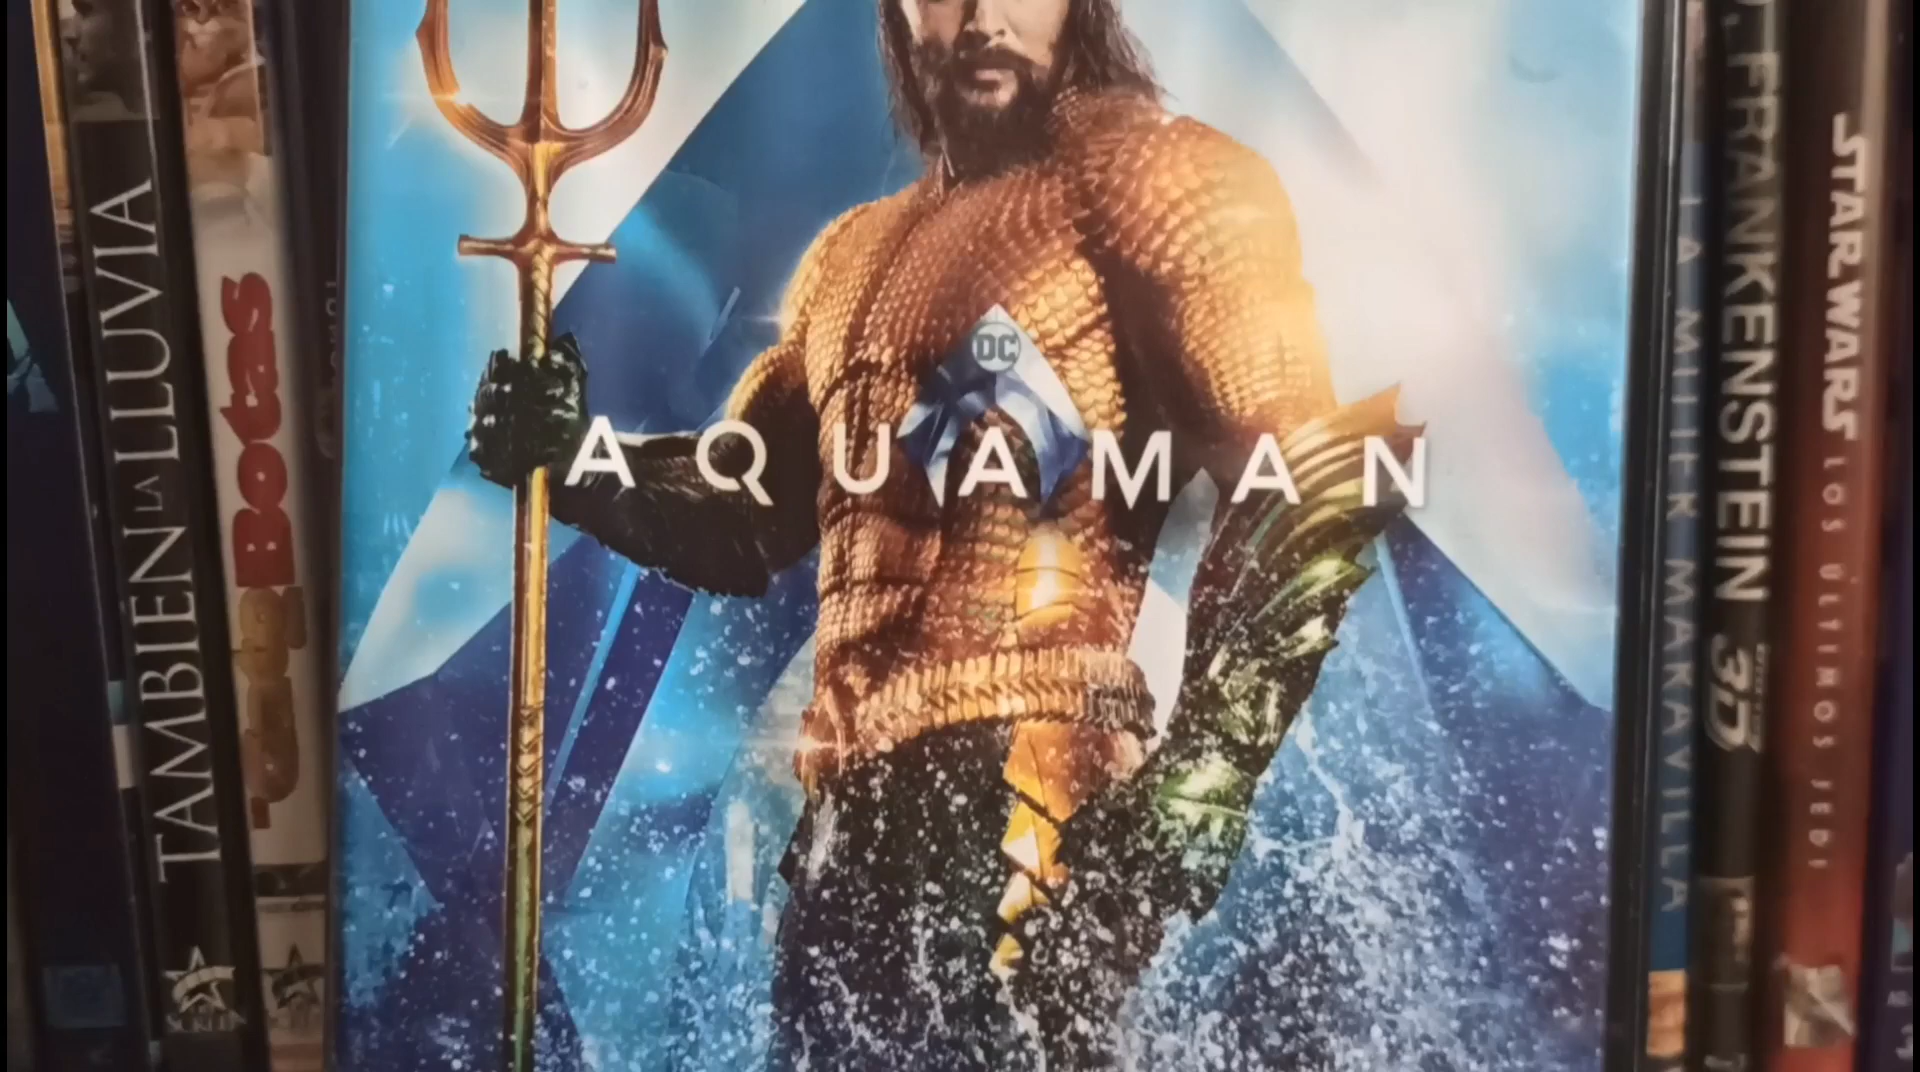 TAMBIEN LA LLUVIA
Botas
DC
AQUAMAN
LA MUJER MARAVILLA
FRANKENSTEIN
3D
STAR WARS LOS ÚLTIMOS JEDI